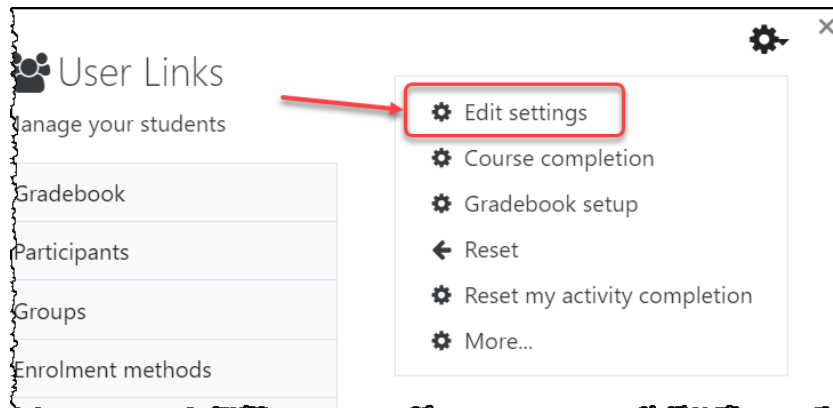 User Links
Manage your students
Gradebook
Participants
Groups
Enrolment methods
Edit settings
Course completion
Gradebook setup
Reset
Reset my activity completion
More...